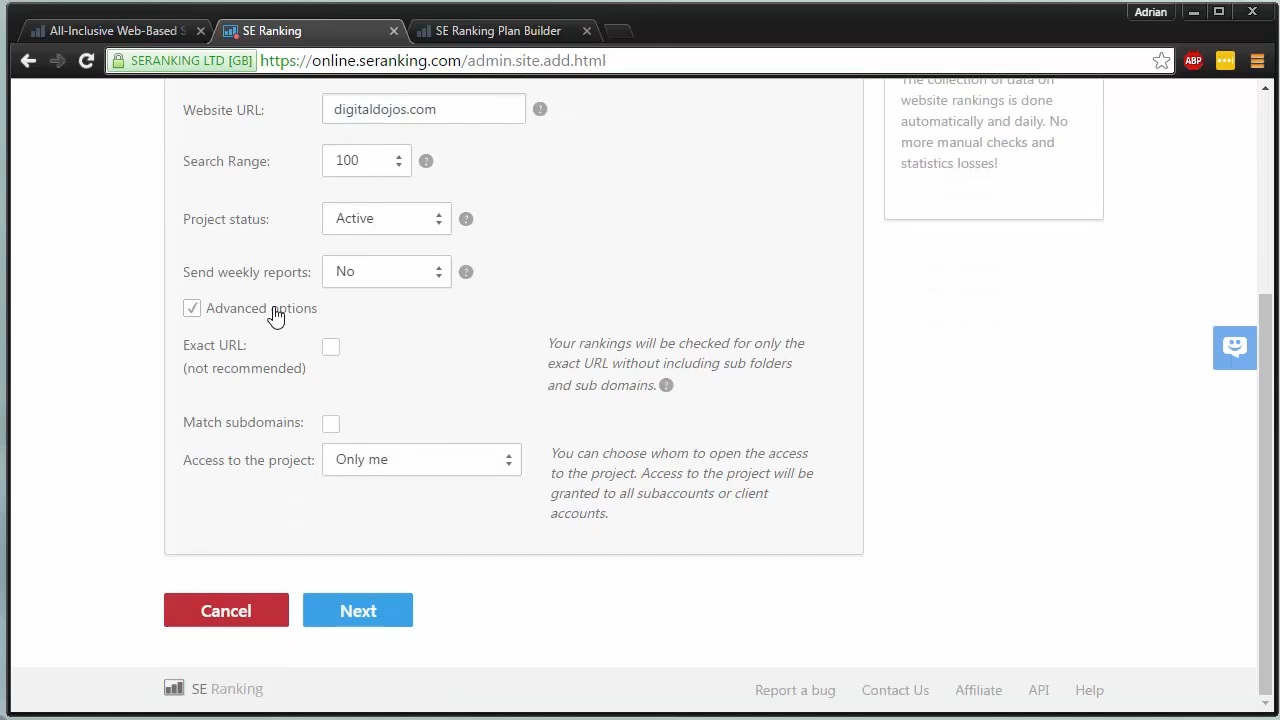 Adrian
All-Inclusive Web-Based S
SE Ranking
SE Ranking Plan Builder
SERANKING LTD [GB]
https://online.seranking.com/admin.site.add.html
ABP
The collection of data on
website rankings is done
automatically and daily. No
more manual checks and
statistics losses!
Website URL:
digitaldojos.com
?
Search Range:
100
?
Project status:
Active
?
Send weekly reports:
No
?
Advanced options
Exact URL:
(not recommended)
Your rankings will be checked for only the
exact URL without including sub folders
and sub domains. ?
Match subdomains:
Access to the project:
Only me
You can choose whom to open the access
to the project. Access to the project will be
granted to all subaccounts or client
accounts.
Cancel
Next
SE Ranking
Report a bug
Contact Us
Affiliate
API
Help